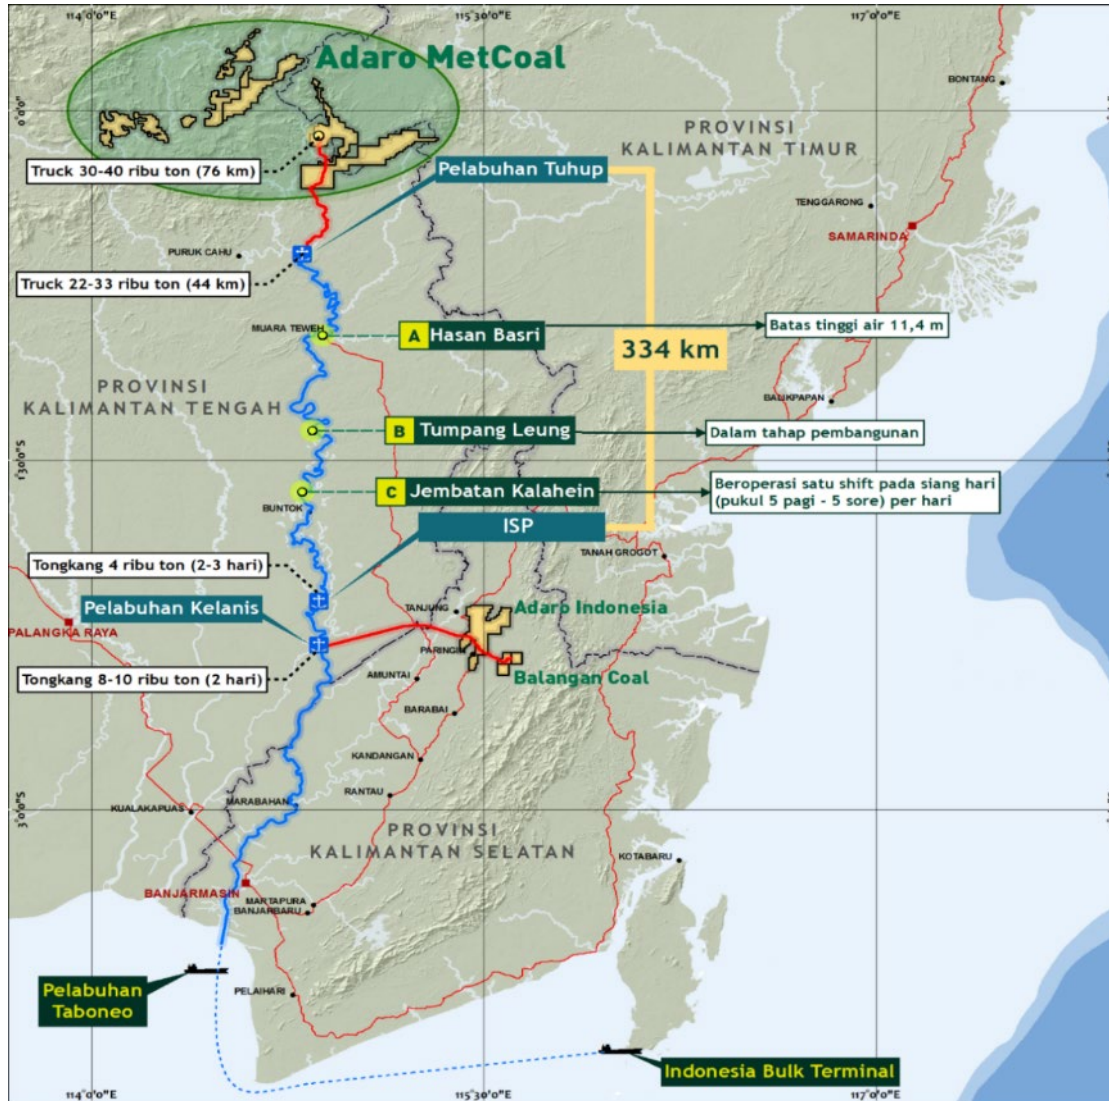 114°0'0"E
115°30'0"E
117°0'0"E
Adaro MetCoal
BONTANG
0°0'0"
PROVINSI
KALIMANTAN TIMUR
Truck 30-40 ribu ton (76 km)
Pelabuhan Tuhup
TENGGARONG
SAMARINDA
PURUK CAHU
Truck 22-33 ribu ton (44 km)
MUARA TEWEH
A Hasan Basri
Batas tinggi air 11,4 m
334 km
PROVINSI
KALIMANTAN TENGAH
BALIKPAPAN
B Tumpang Leung
Dalam tahap pembangunan
1°30'0"S
C Jembatan Kalahein
Beroperasi satu shift pada siang hari
(pukul 5 pagi - 5 sore) per hari
BUNTOK
ISP
TANAH GROGOT
Tongkang 4 ribu ton (2-3 hari)
Pelabuhan Kelanis
TANJUNG
Adaro Indonesia
PALANGKA RAYA
PARINGIN
Balangan Coal
Tongkang 8-10 ribu ton (2 hari)
AMUNTAI
BARABAI
KANDANGAN
RANTAU
MARABAHAN
KUALAKAPUAS
3°0'0"S
PROVINSI
KALIMANTAN SELATAN
KOTABARU
BANJARMASIN
MARTAPURA
BANJARBARU
Pelabuhan
Taboneo
PELAIHARI
Indonesia Bulk Terminal
114°0'0"E
115°30'0"E
117°0'0"E